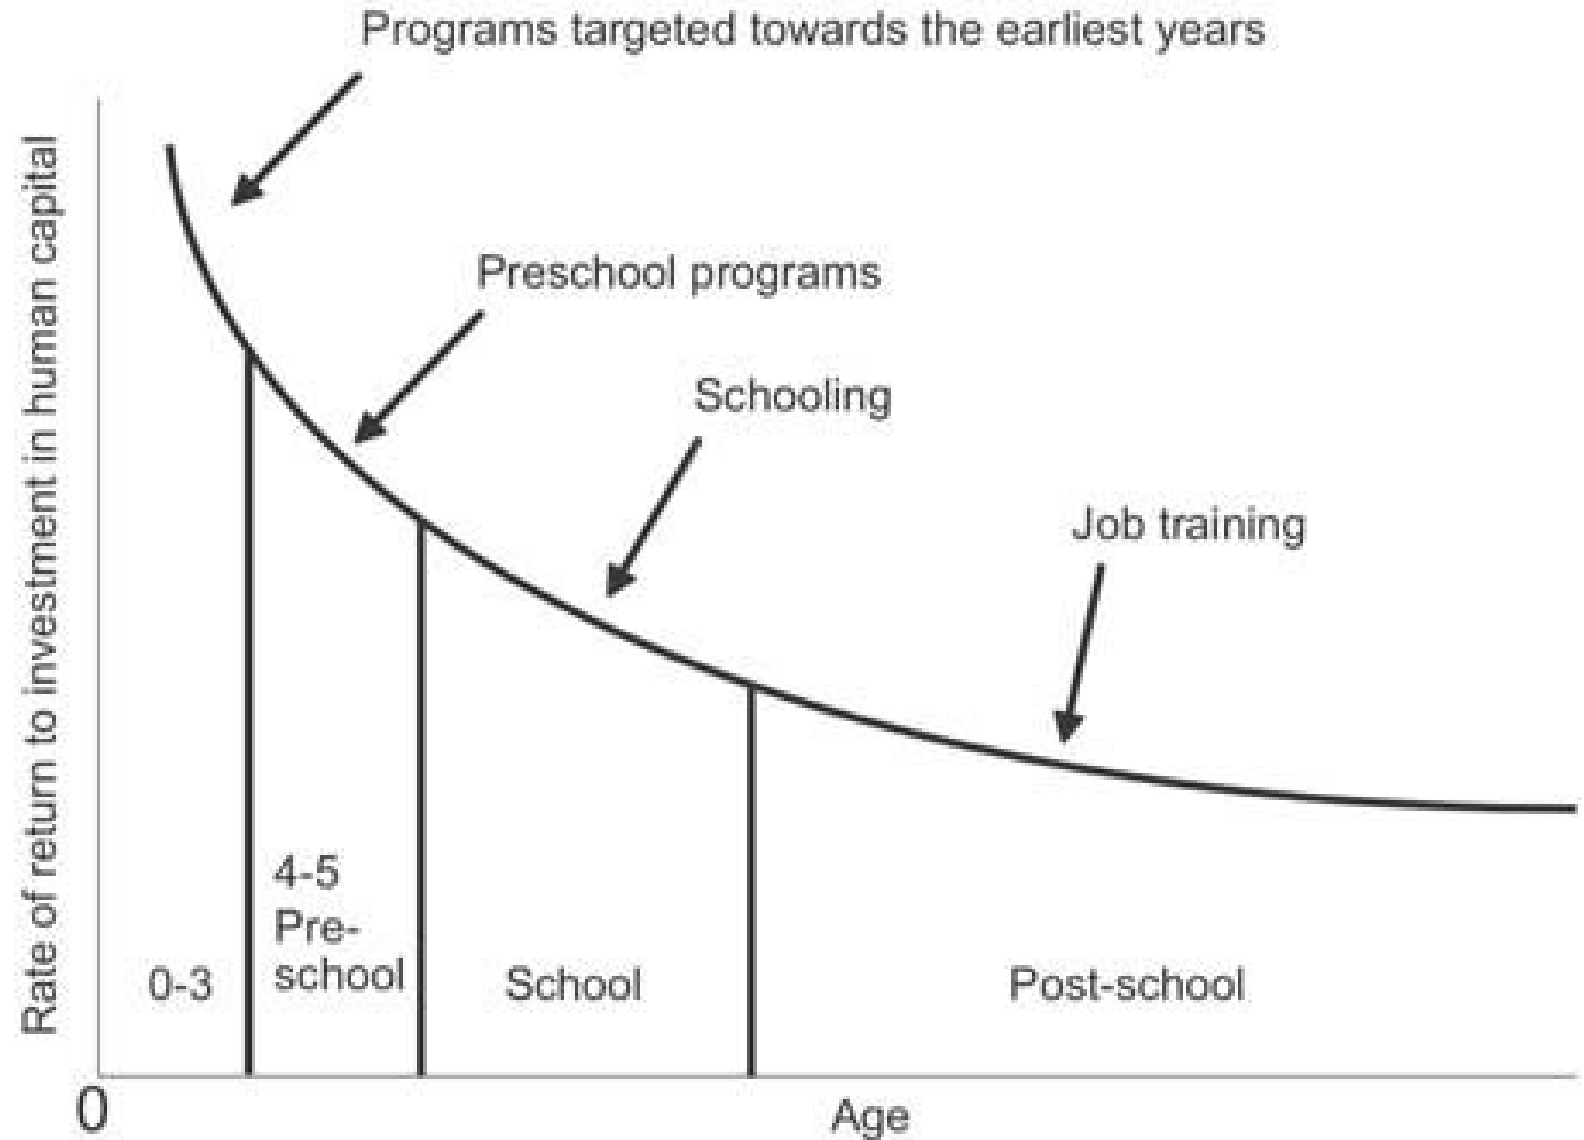 Programs targeted towards the earliest years
Rate of return to investment in human capital
Preschool programs
Schooling
Job training
0-3
4-5
Pre-
school
School
Post-school
0
Age